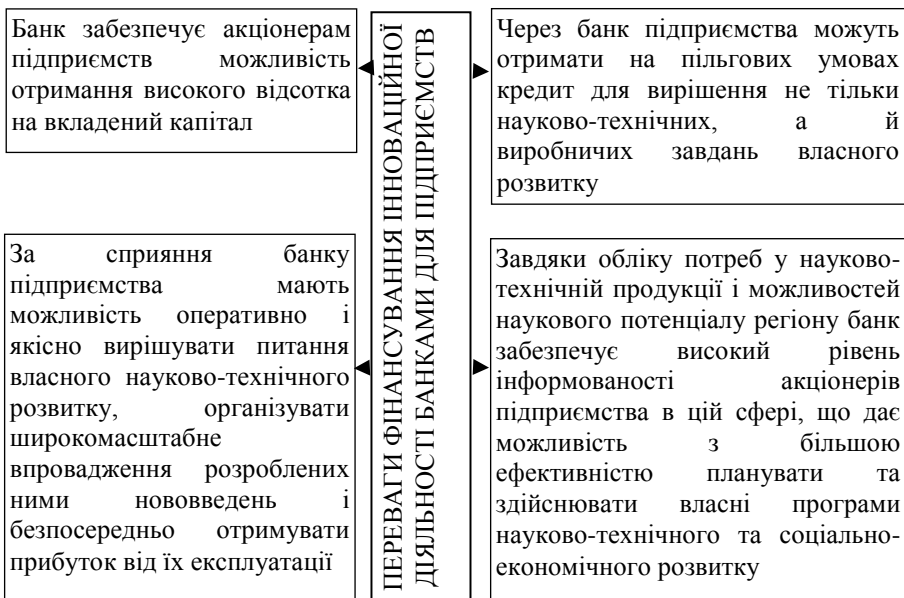 Банк забезпечує акціонерам
підприємств можливість
отримання високого відсотка
на вкладений капітал
ПЕРЕВАГИ ФІНАНСУВАННЯ ІННОВАЦІЙНОЇ
ДІЯЛЬНОСТІ БАНКАМИ ДЛЯ ПІДПРИЄМСТВ
Через банк підприємства можуть
отримати на пільгових умовах
кредит для вирішення не тільки
науково-технічних, а й
виробничих завдань власного
розвитку
За сприяння банку
підприємства мають
можливість оперативно і
якісно вирішувати питання
власного науково-технічного
розвитку, організувати
широкомасштабне
впровадження розроблених
ними нововведень і
безпосередньо отримувати
прибуток від їх експлуатації
Завдяки обліку потреб у науково-
технічній продукції і можливостей
наукового потенціалу регіону банк
забезпечує високий рівень
інформованості акціонерів
підприємства в цій сфері, що дає
можливість з більшою
ефективністю планувати та
здійснювати власні програми
науково-технічного та соціально-
економічного розвитку